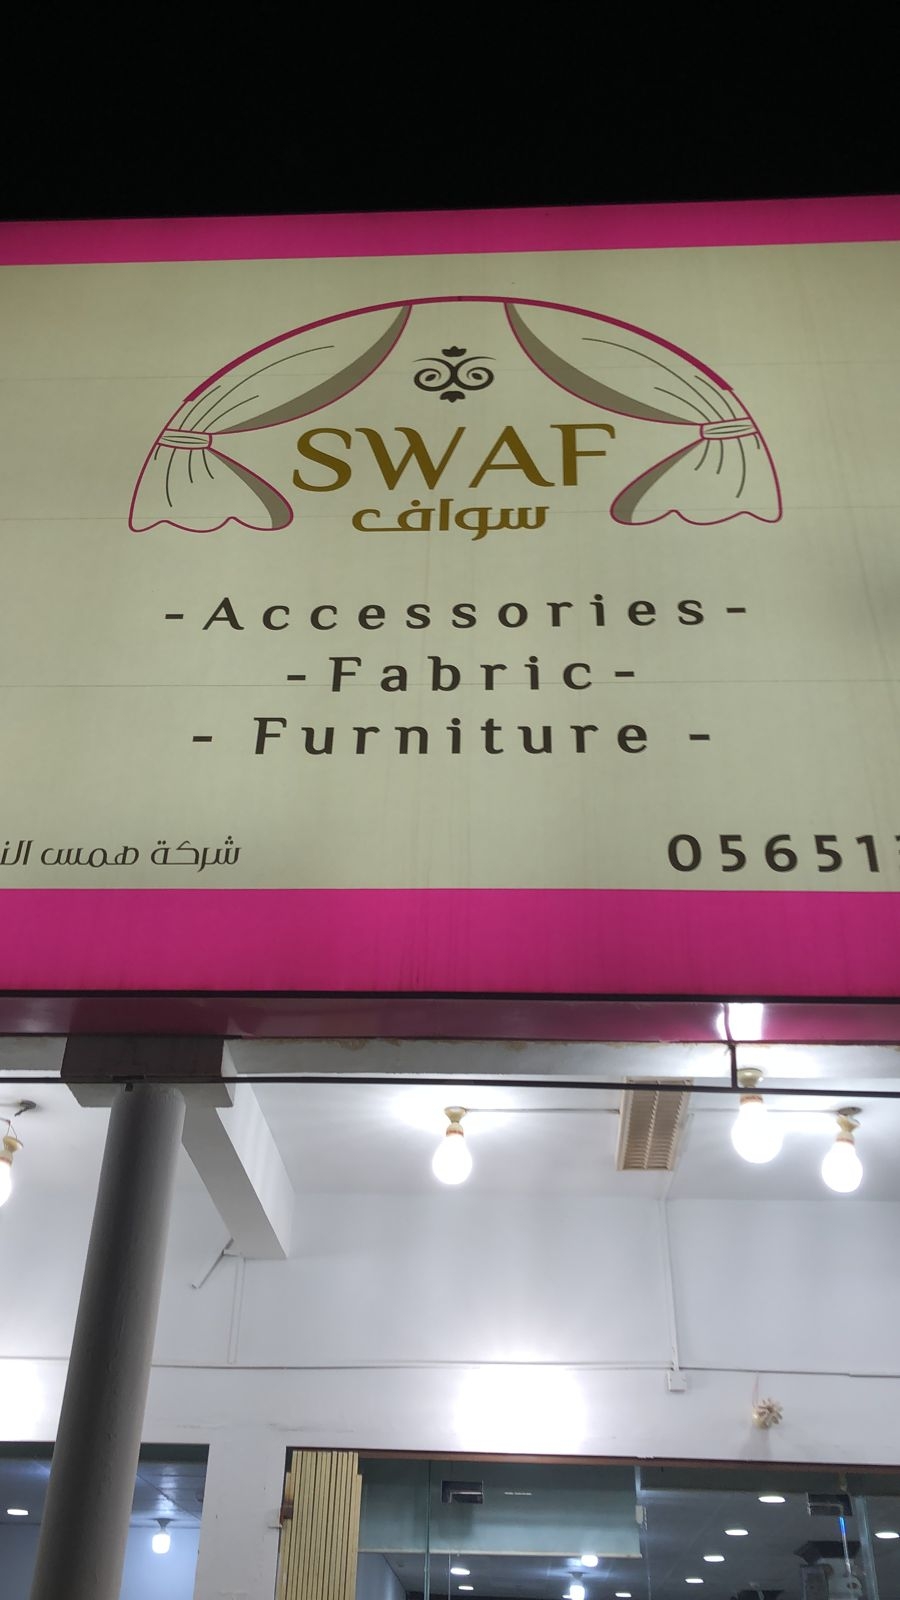 SWAF
سواف
-Accessories-
-Fabric-
- Furniture -
شركة همس
05651